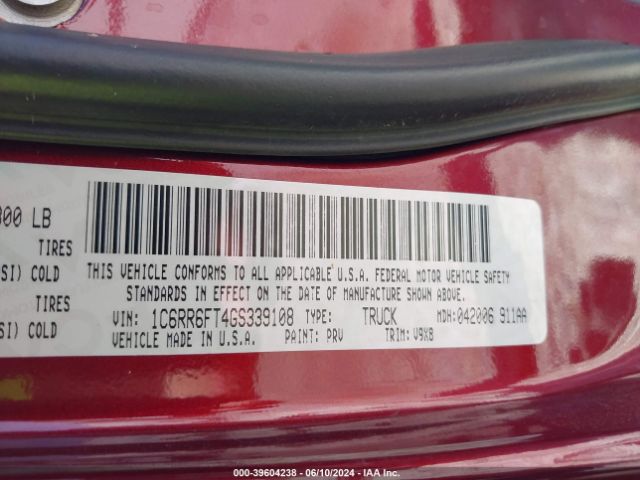 300 LB
TIRES
SI) COLD
TIRES
SI) COLD
THIS VEHICLE CONFORMS TO ALL APPLICABLE U.S.A. FEDERAL MOTOR VEHICLE SAFETY
STANDARDS IN EFFECT ON THE DATE OF MANUFACTURE SHOWN ABOVE.
VIN: 1C6RR6FT4GS339108 TYPE: TRUCK MDH: 042006 911AA
VEHICLE MADE IN U.S.A. PAINT: PRV TRIM: V9X8
000-39604238 - 06/10/2024 - IAA Inc.